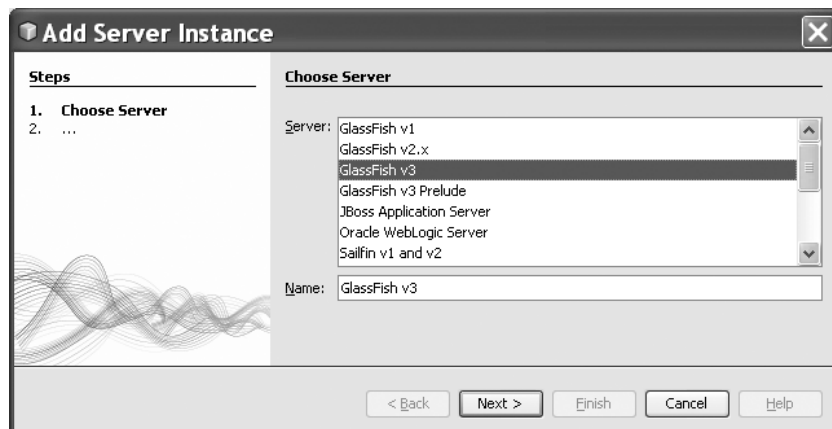 Add Server Instance
Steps
1. Choose Server
2. ...
Choose Server
Server:
GlassFish v1
GlassFish v2.x
GlassFish v3
GlassFish v3 Prelude
JBoss Application Server
Oracle WebLogic Server
Sailfin v1 and v2
Name: GlassFish v3
< Back
Next >
Finish
Cancel
Help